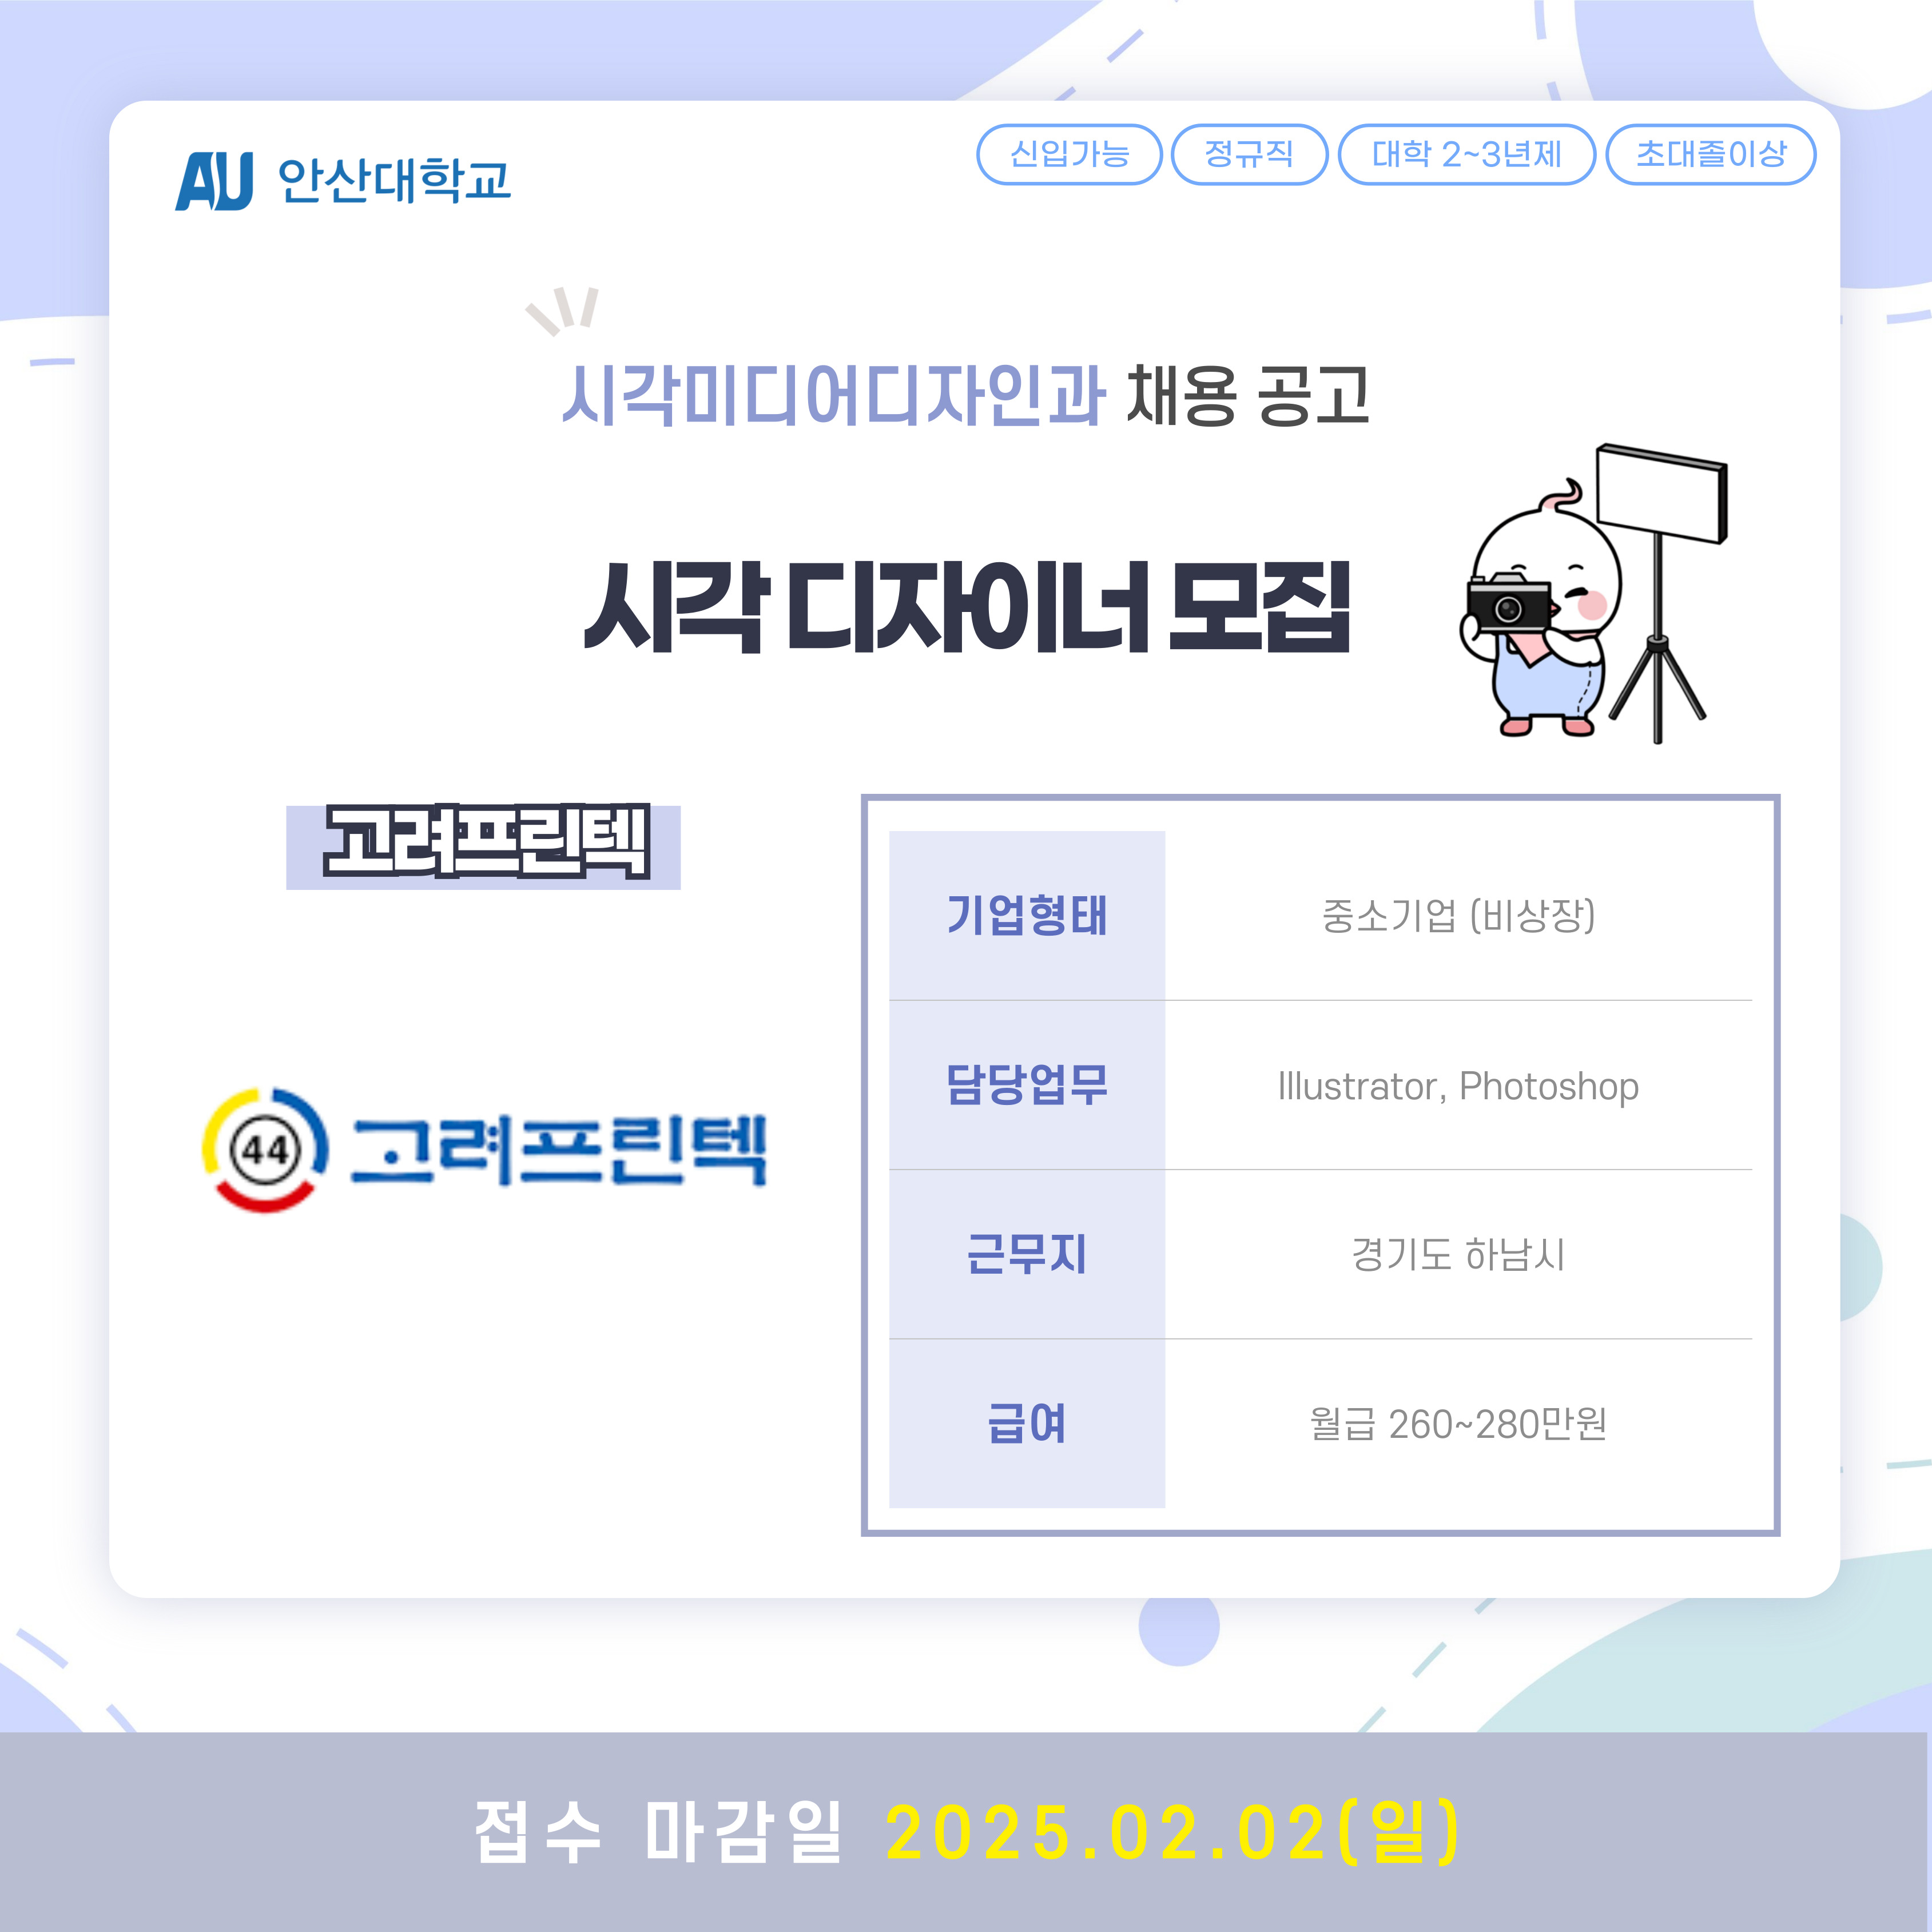 AU 안산대학교
신입가능 정규직 대학 2~3년제 초대졸이상
시각미디어디자인과 채용 공고
시각 디자이너 모집
고려프린텍
44 고려프린텍
기업형태 중소기업 (비상장)
담당업무 Illustrator, Photoshop
근무지 경기도 하남시
급여 월급 260~280만원
접수 마감일 2025.02.02(일)